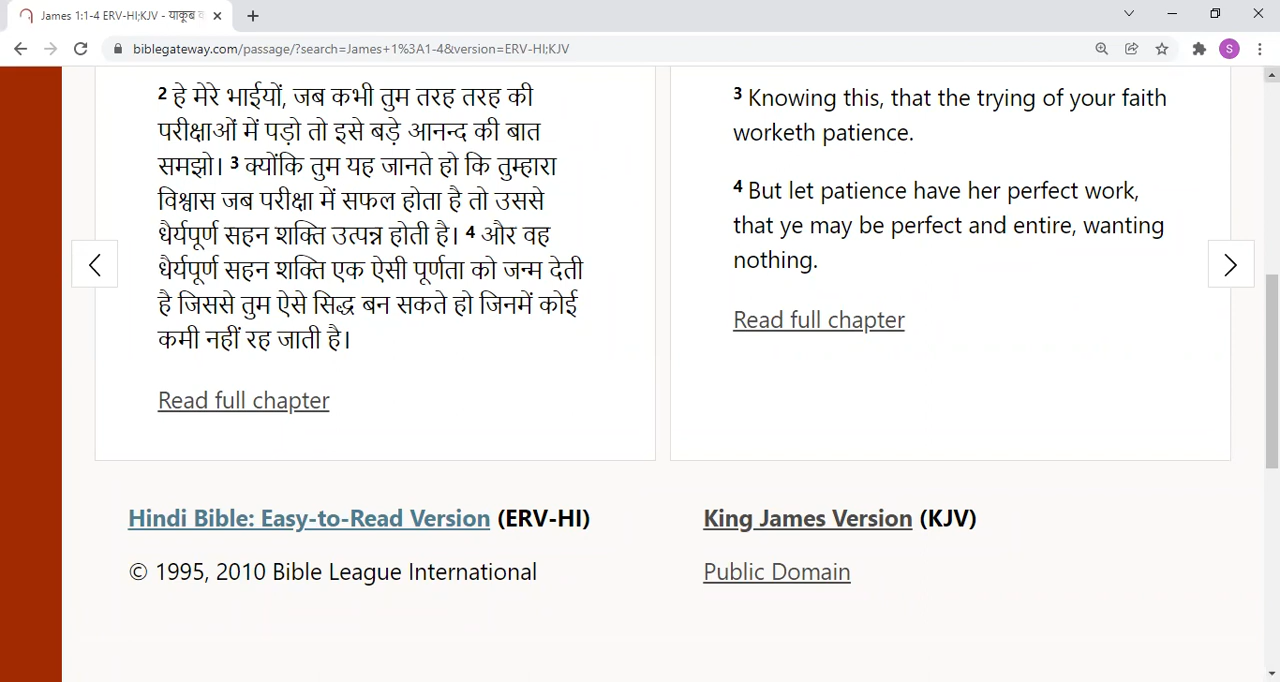 James 1:1-4 ERV-HI;KJV - याकूब
biblegateway.com/passage/?search=James+1%3A1-4&version=ERV-HI;KJV
S
2 हे मेरे भाईयों, जब कभी तुम तरह तरह की
परीक्षाओं में पड़ो तो इसे बड़े आनन्द की बात
समझो। 3 क्योंकि तुम यह जानते हो कि तुम्हारा
विश्वास जब परीक्षा में सफल होता है तो उससे
धैर्यपूर्ण सहन शक्ति उत्पन्न होती है। 4 और वह
धैर्यपूर्ण सहन शक्ति एक ऐसी पूर्णता को जन्म देती
है जिससे तुम ऐसे सिद्ध बन सकते हो जिनमें कोई
कमी नहीं रह जाती है।
Read full chapter
3 Knowing this, that the trying of your faith
worketh patience.
4 But let patience have her perfect work,
that ye may be perfect and entire, wanting
nothing.
Read full chapter
Hindi Bible: Easy-to-Read Version (ERV-HI)
© 1995, 2010 Bible League International
King James Version (KJV)
Public Domain